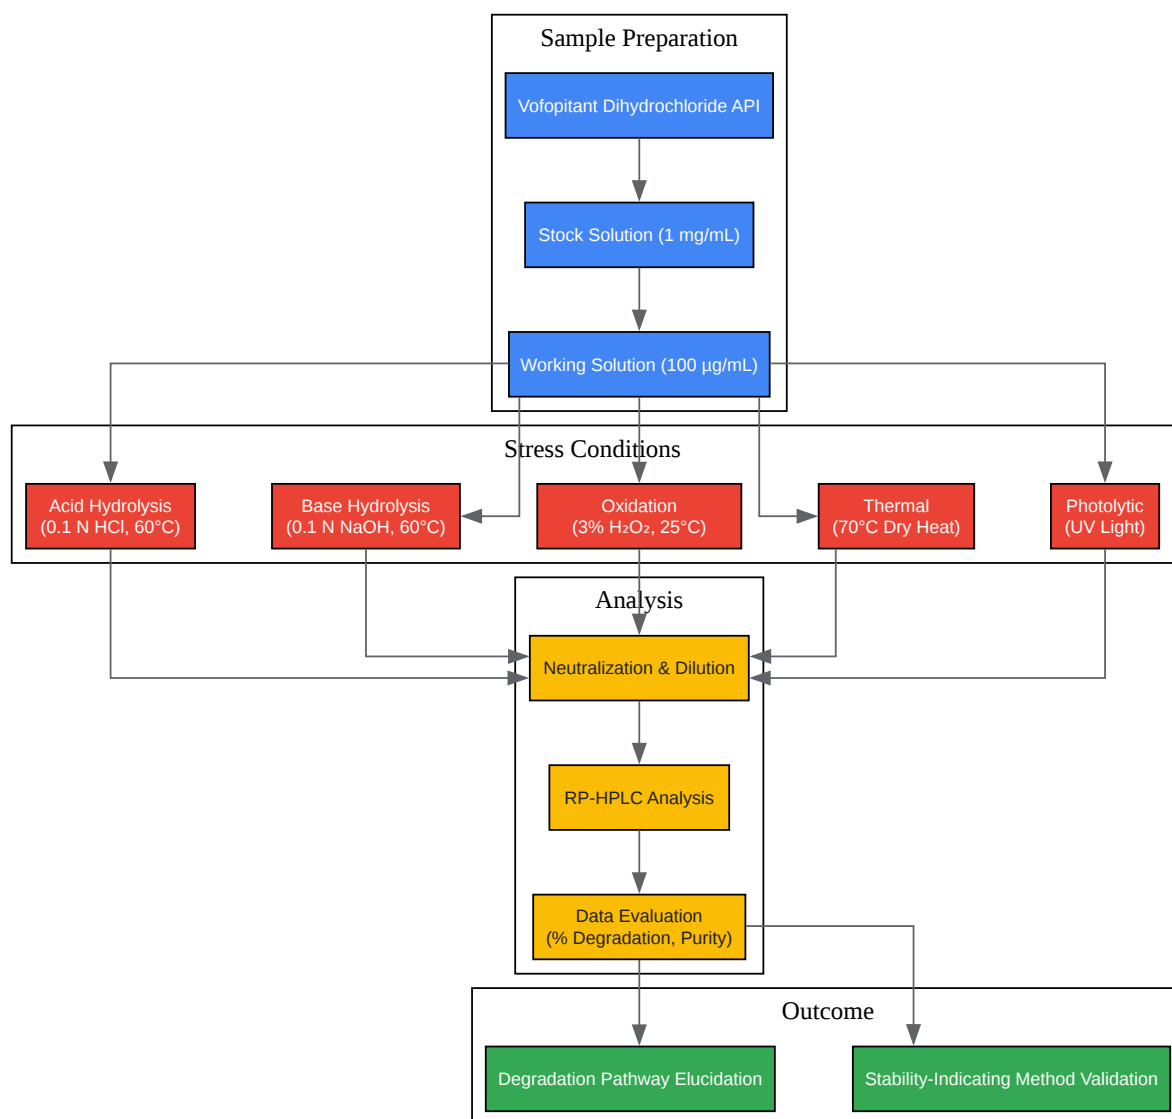 Sample Preparation
Vofopitant Dihydrochloride API
Stock Solution (1 mg/mL)
Working Solution (100 µg/mL)
Stress Conditions
Acid Hydrolysis
(0.1 N HCl, 60°C)
Base Hydrolysis
(0.1 N NaOH, 60°C)
Oxidation
(3% H₂O₂, 25°C)
Thermal
(70°C Dry Heat)
Photolytic
(UV Light)
Analysis
Neutralization & Dilution
RP-HPLC Analysis
Data Evaluation
(% Degradation, Purity)
Outcome
Degradation Pathway Elucidation
Stability-Indicating Method Validation